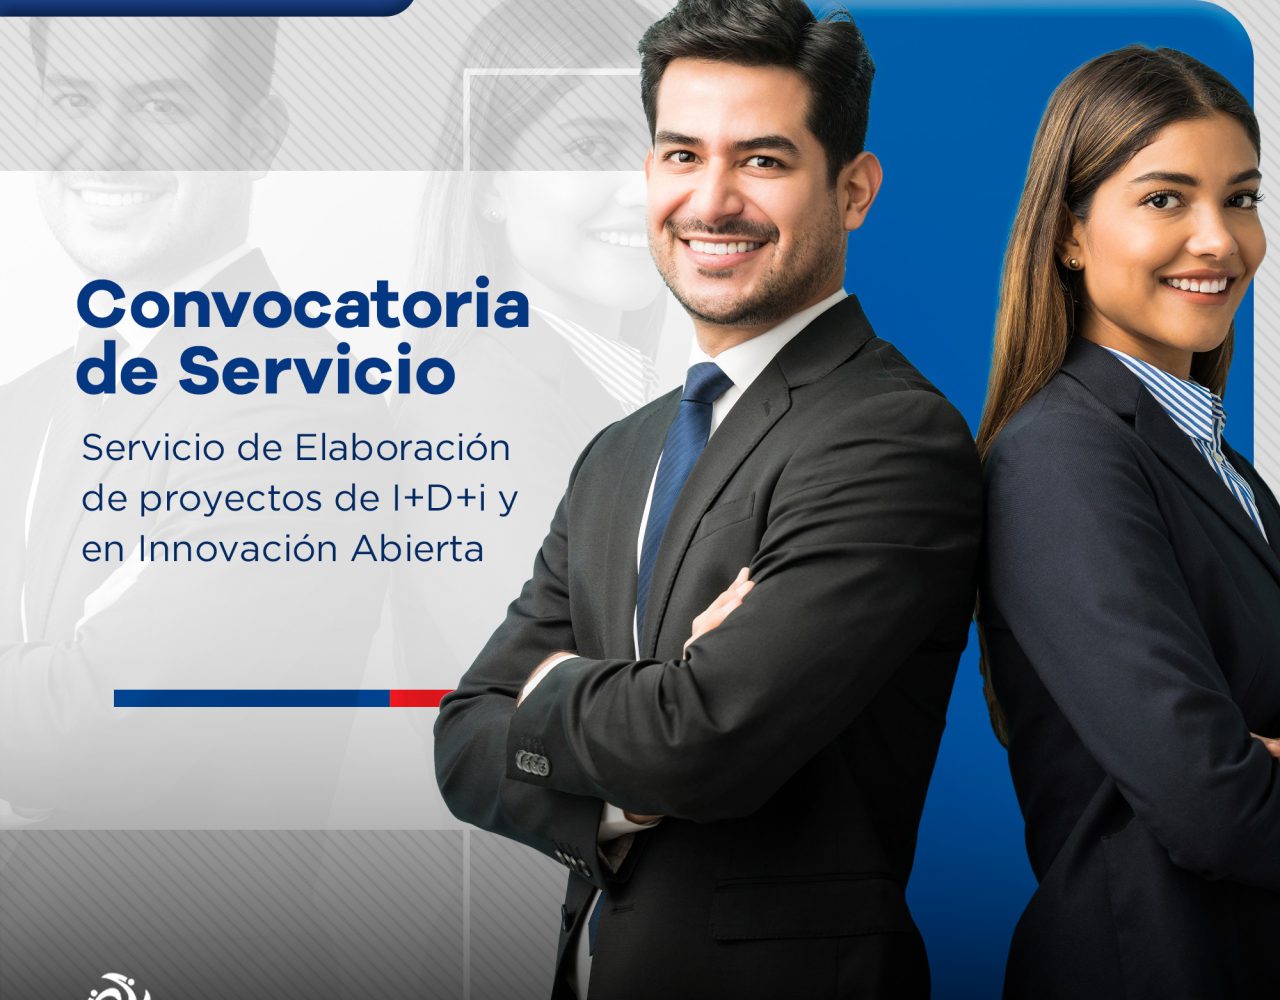 Convocatoria
de Servicio
Servicio de Elaboración
de proyectos de I+D+i y
en Innovación Abierta